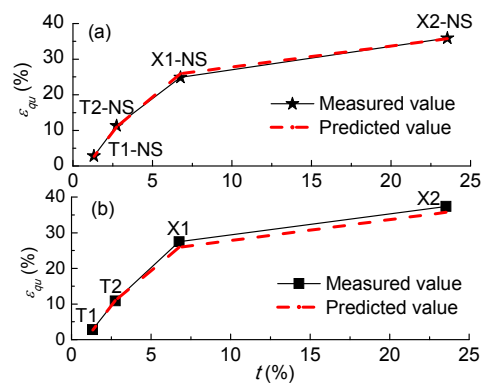 (a)
40
30
20
10
0
ε_qu (%)
T1-NS
T2-NS
X1-NS
X2-NS
Measured value
Predicted value
0 5 10 15 20 25
(b)
40
30
20
10
0
ε_qu (%)
T1
T2
X1
X2
Measured value
Predicted value
0 5 10 15 20 25
t(%)